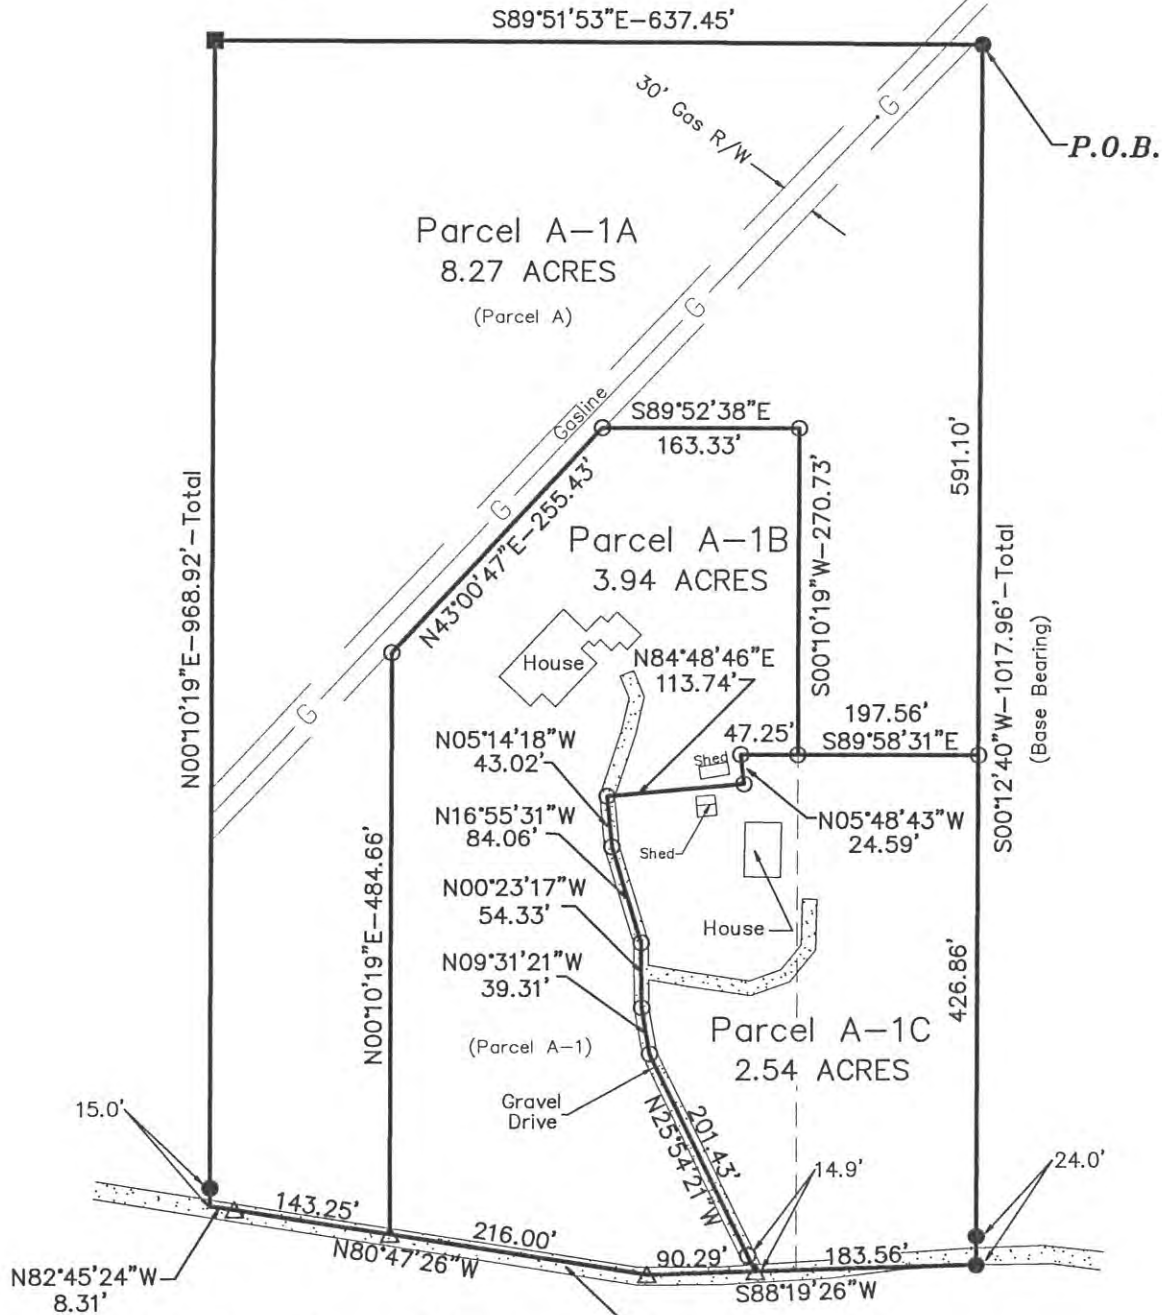 S89°51'53"E-637.45'
30' Gas R/W
G
P.O.B.
Parcel A-1A
8.27 ACRES
(Parcel A)
G
Gasline
S89°52'38"E
163.33'
591.10'
N00°10'19"E-968.92'-Total
G
N43°00'47"E-255.43'
Parcel A-1B
3.94 ACRES
S00°10'19"W-270.73'
S00°12'40"W-1017.96'-Total
(Base Bearing)
House
N84°48'46"E
113.74'
G
197.56'
S89°58'31"E
47.25'
N05°14'18"W
43.02'
Shed
N16°55'31"W
84.06'
N05°48'43"W
24.59'
Shed
N00°10'19"E-484.66'
N00°23'17"W
54.33'
House
N09°31'21"W
39.31'
426.86'
Parcel A-1C
2.54 ACRES
(Parcel A-1)
Gravel
Drive
201.43'
N25°54'21"W
15.0'
14.9'
24.0'
143.25'
216.00'
N80°47'26"W
90.29'
183.56'
S88°19'26"W
N82°45'24"W
8.31'